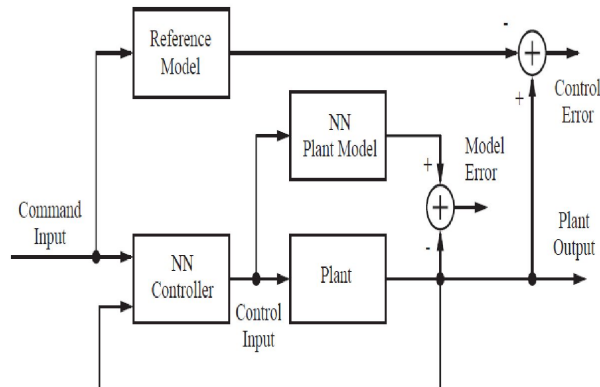 Reference
Model
-
+
+
Control
Error
NN
Plant Model
+
+
-
Model
Error
Command
Input
NN
Controller
Control
Input
Plant
Plant
Output